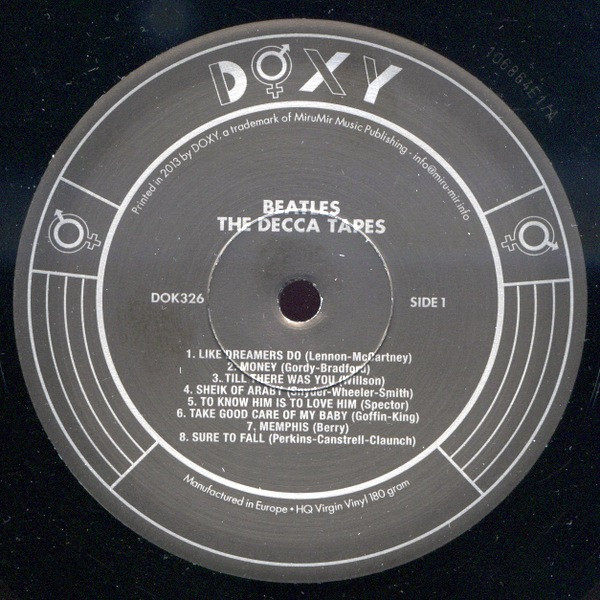 DOXY
Printed in 2013 by DOXY, a trademark of MiruMir Music Publishing - info@miru-mir.info
BEATLES
THE DECCA TAPES
DOK326
SIDE 1
1. LIKE DREAMERS DO (Lennon-McCartney)
2. MONEY (Gordy-Bradford)
3. TILL THERE WAS YOU (Willson)
4. SHEIK OF ARABY (Snyder-Wheeler-Smith)
5. TO KNOW HIM IS TO LOVE HIM (Spector)
6. TAKE GOOD CARE OF MY BABY (Goffin-King)
7. MEMPHIS (Berry)
8. SURE TO FALL (Perkins-Canstrell-Claunch)
Manufactured in Europe • HQ Virgin Vinyl 180 gram